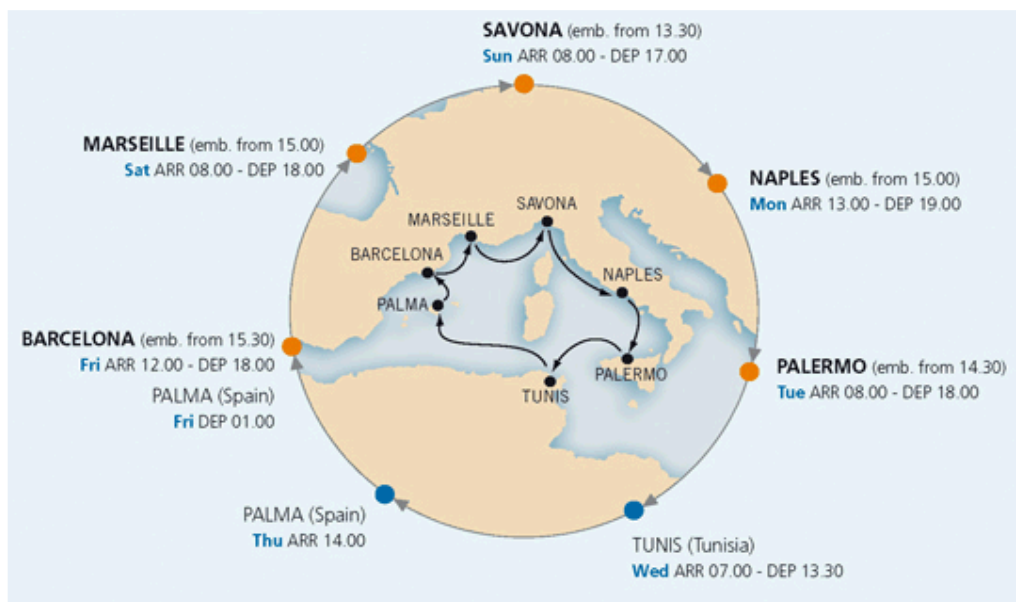 SAVONA (emb. from 13.30)
Sun ARR 08.00 - DEP 17.00
MARSEILLE (emb. from 15.00)
Sat ARR 08.00 - DEP 18.00
NAPLES (emb. from 15.00)
Mon ARR 13.00 - DEP 19.00
SAVONA
MARSEILLE
BARCELONA
NAPLES
PALMA
PALERMO
TUNIS
BARCELONA (emb. from 15.30)
Fri ARR 12.00 - DEP 18.00
PALMA (Spain)
Fri DEP 01.00
PALERMO (emb. from 14.30)
Tue ARR 08.00 - DEP 18.00
PALMA (Spain)
Thu ARR 14.00
TUNIS (Tunisia)
Wed ARR 07.00 - DEP 13.30